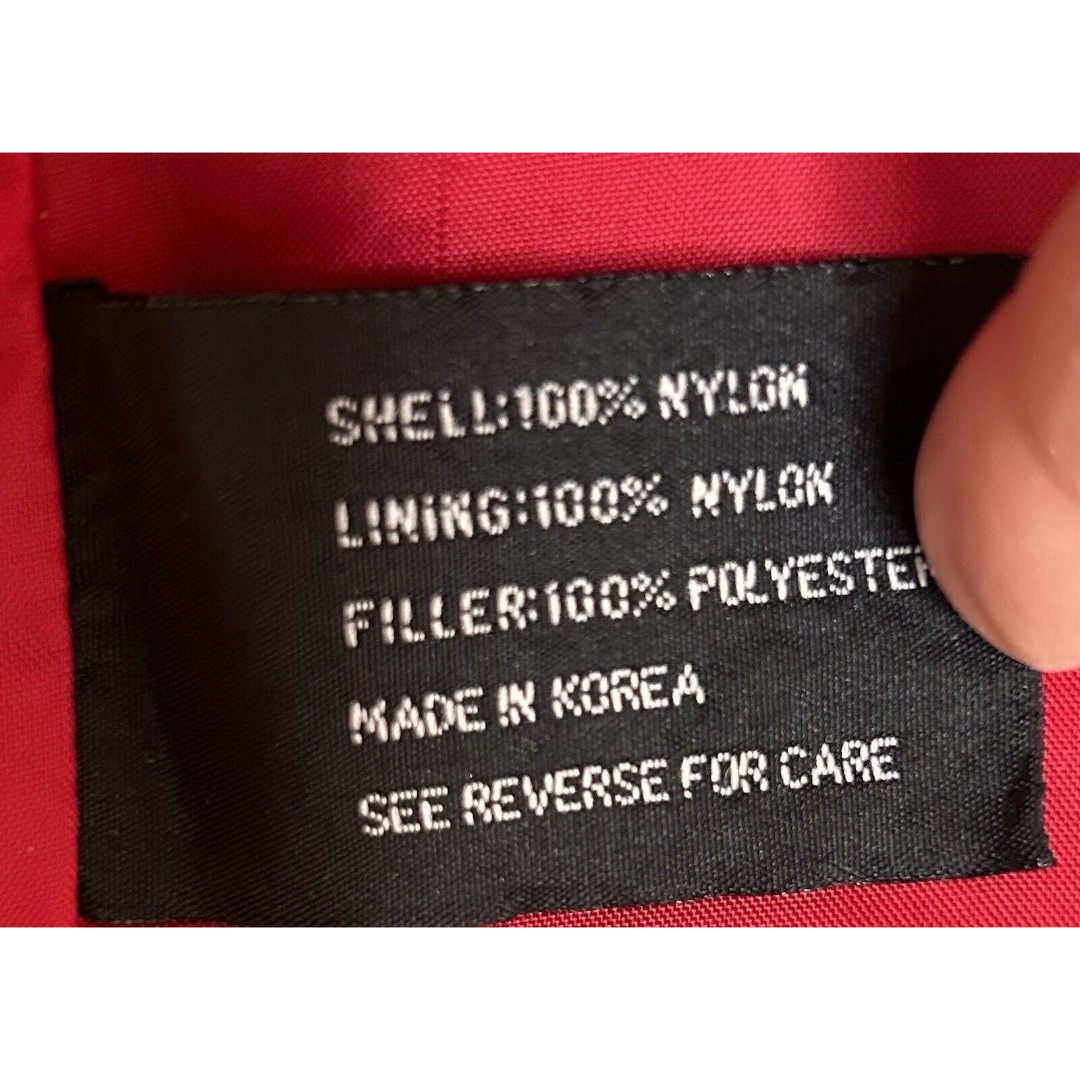 SHELL:100% NYLON
LINING:100% NYLON
FILLER:100% POLYESTER
MADE IN KOREA
SEE REVERSE FOR CARE